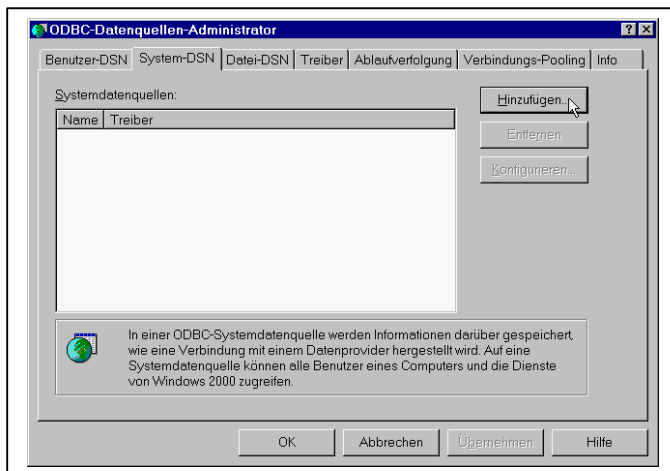 ODBC-Datenquellen-Administrator
Benutzer-DSN System-DSN Datei-DSN Treiber Ablaufverfolgung Verbindungs-Pooling Info
Systemdatenquellen:
Name Treiber
Hinzufügen...
Entfernen
Konfigurieren...
In einer ODBC-Systemdatenquelle werden Informationen darüber gespeichert,
wie eine Verbindung mit einem Datenprovider hergestellt wird. Auf eine
Systemdatenquelle können alle Benutzer eines Computers und die Dienste
von Windows 2000 zugreifen.
OK Abbrechen Übernehmen Hilfe